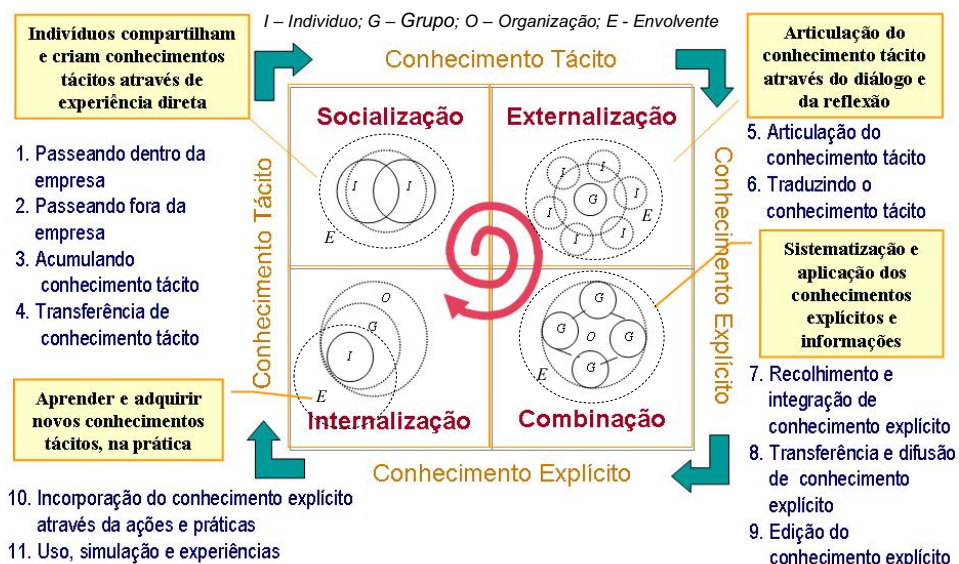 I – Individuo; G – Grupo; O – Organização; E - Envolvente
Indivíduos compartilham
e criam conhecimentos
tácitos através de
experiência direta
Conhecimento Tácito
Articulação do
conhecimento tácito
através do diálogo e
da reflexão
1. Passeando dentro da
empresa
2. Passeando fora da
empresa
3. Acumulando
conhecimento tácito
4. Transferência de
conhecimento tácito
Conhecimento Tácito
Socialização
I
I
E
Externalização
I
I
I
I
I
I
I
G
E
Conhecimento Explícito
5. Articulação do
conhecimento tácito
6. Traduzindo o
conhecimento tácito
Sistematização e
aplicação dos
conhecimentos
explícitos e
informações
O
G
I
E
Internalização
G
G
O
G
G
E
Combinação
Conhecimento Explícito
Aprender e adquirir
novos conhecimentos
tácitos, na prática
7. Recolhimento e
integração de
conhecimento explícito
8. Transferência e difusão
de conhecimento
explícito
9. Edição do
conhecimento explícito
10. Incorporação do conhecimento explícito
através da ações e práticas
11. Uso, simulação e experiências